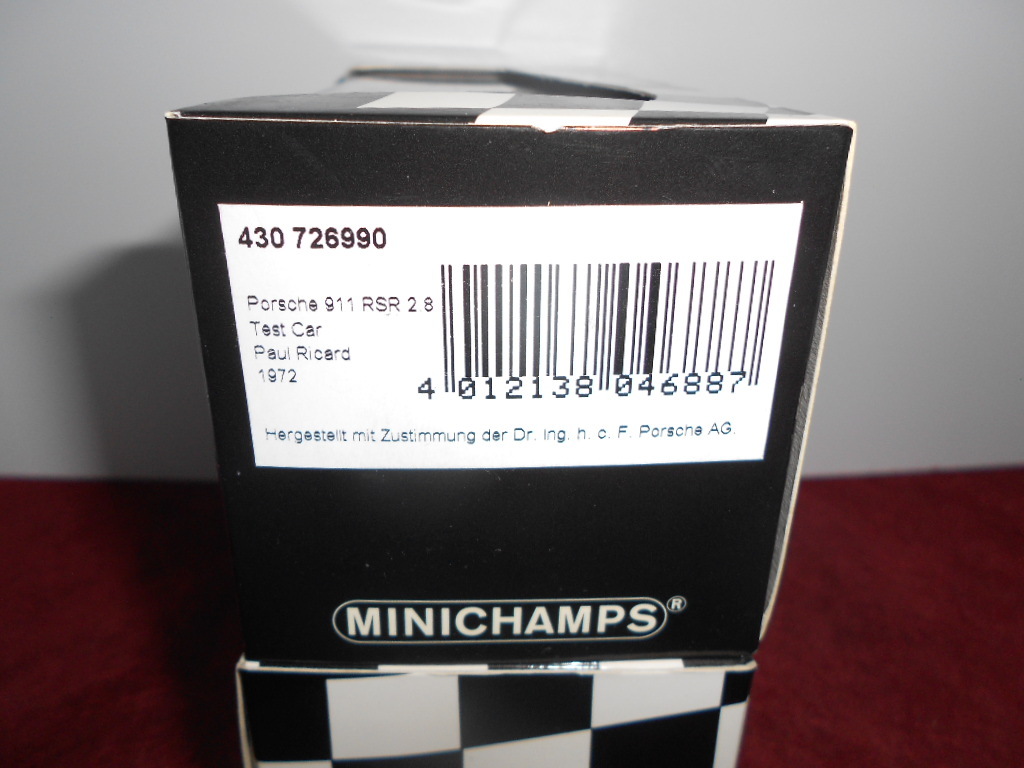 430 726990
Porsche 911 RSR 2.8
Test Car
Paul Ricard
1972
4 012138 046887
Hergestellt mit Zustimmung der Dr. Ing. h. c. F. Porsche AG.
MINICHAMPS®